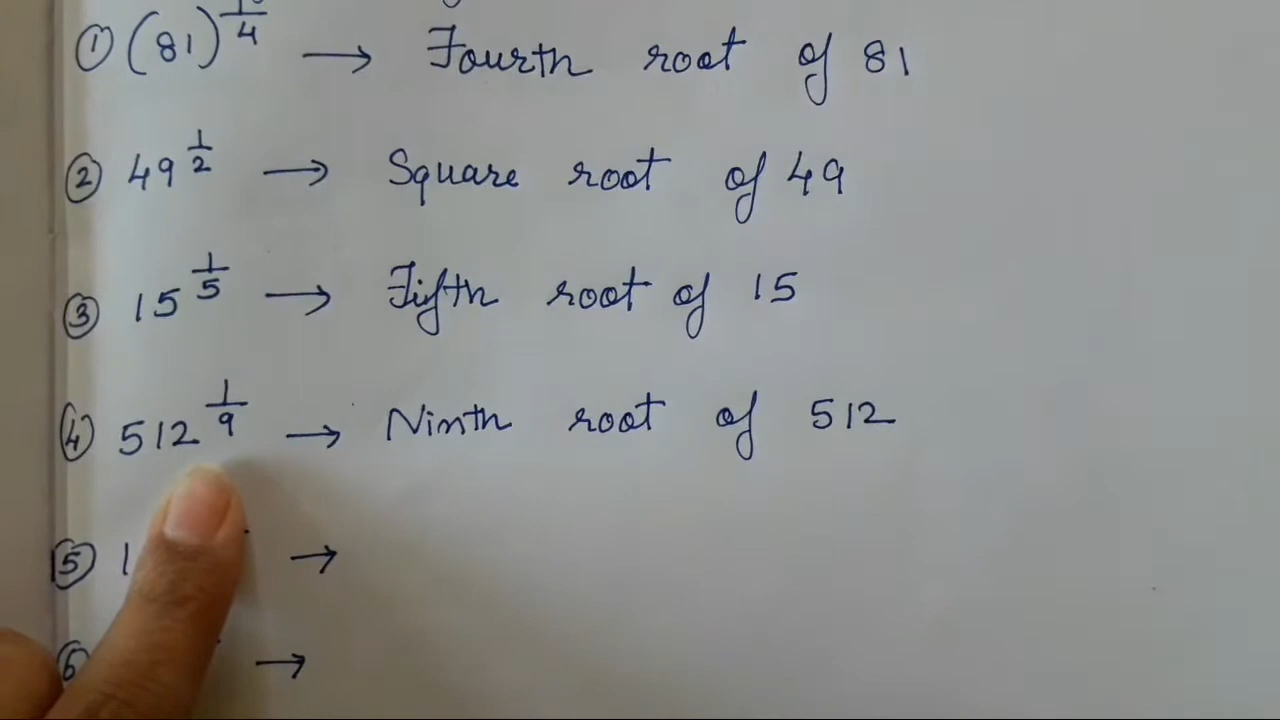 ① (81)^1/4 → Fourth root of 81
② 49^1/2 → Square root of 49
③ 15^1/5 → Fifth root of 15
④ 512^1/9 → Ninth root of 512
⑤ 1 →
⑥ →